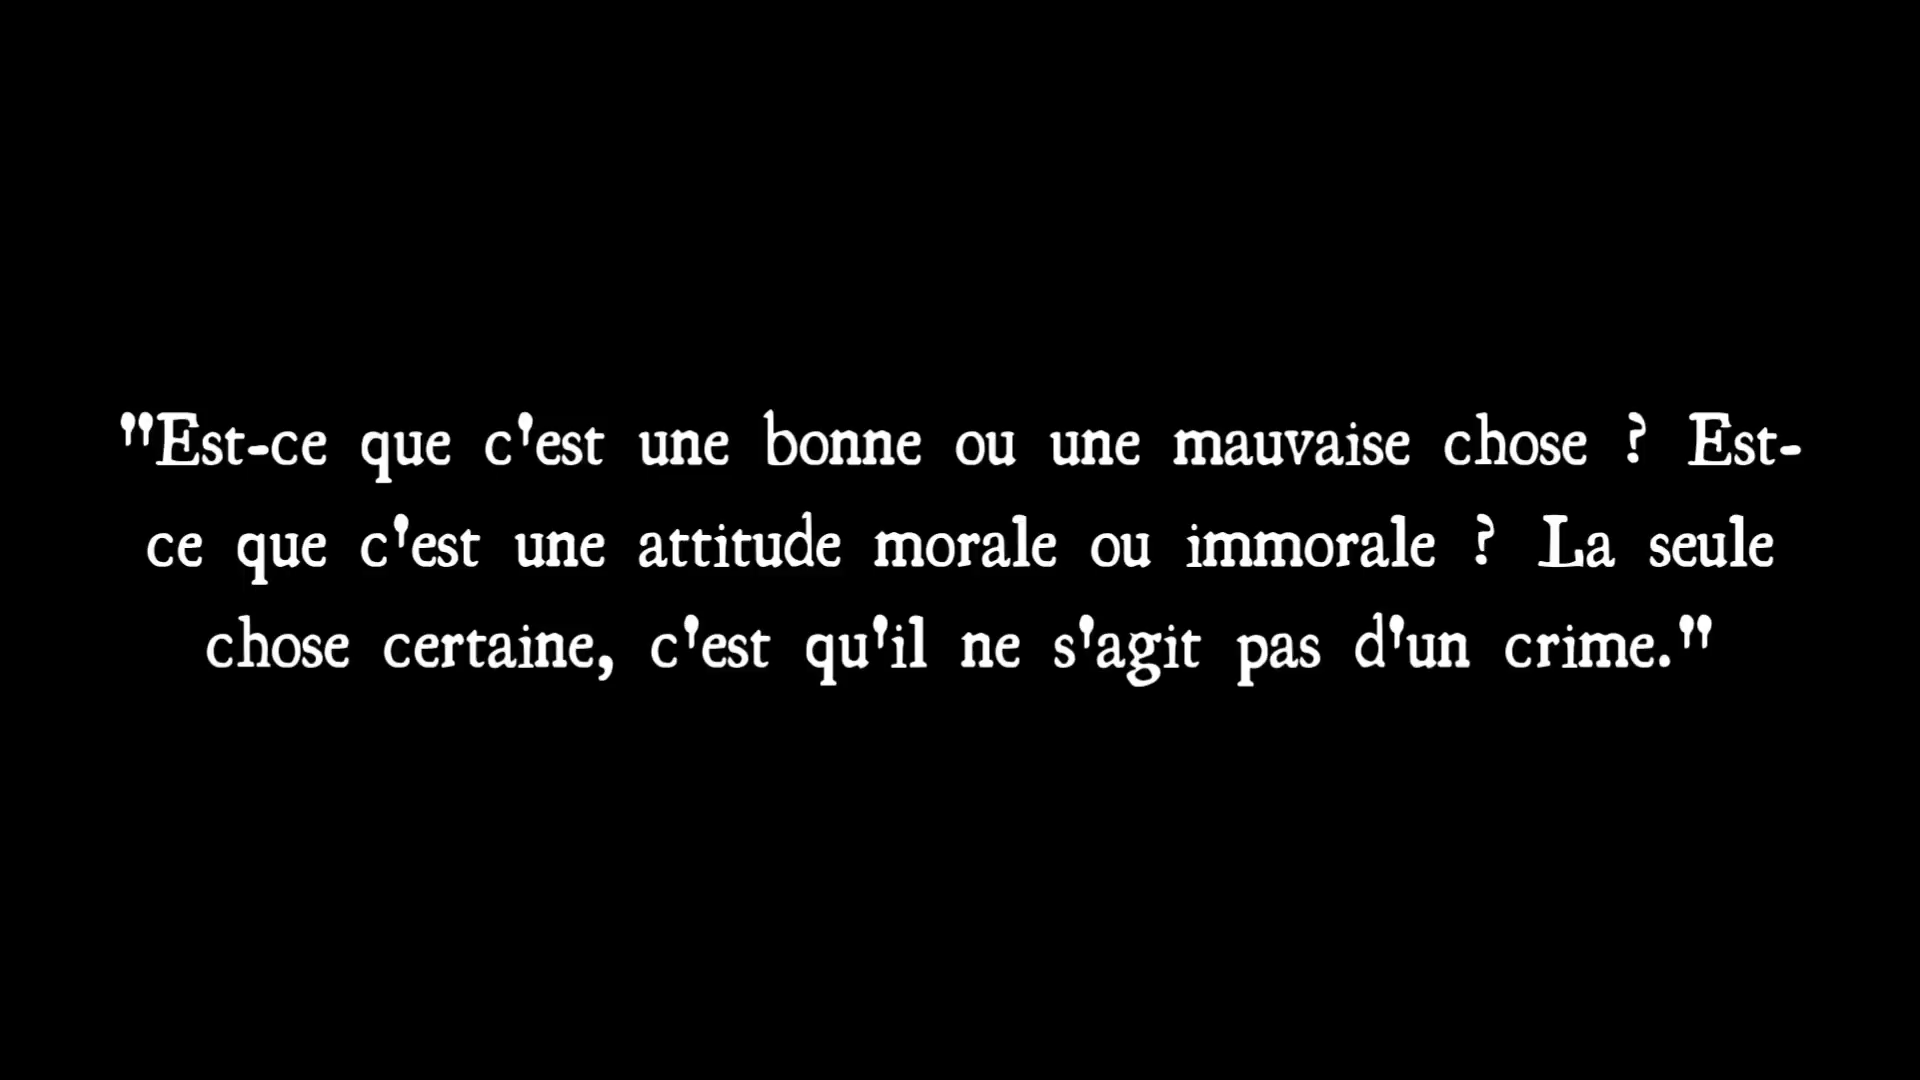 "Est-ce que c'est une bonne ou une mauvaise chose ? Est-
ce que c'est une attitude morale ou immorale ? La seule
chose certaine, c'est qu'il ne s'agit pas d'un crime."